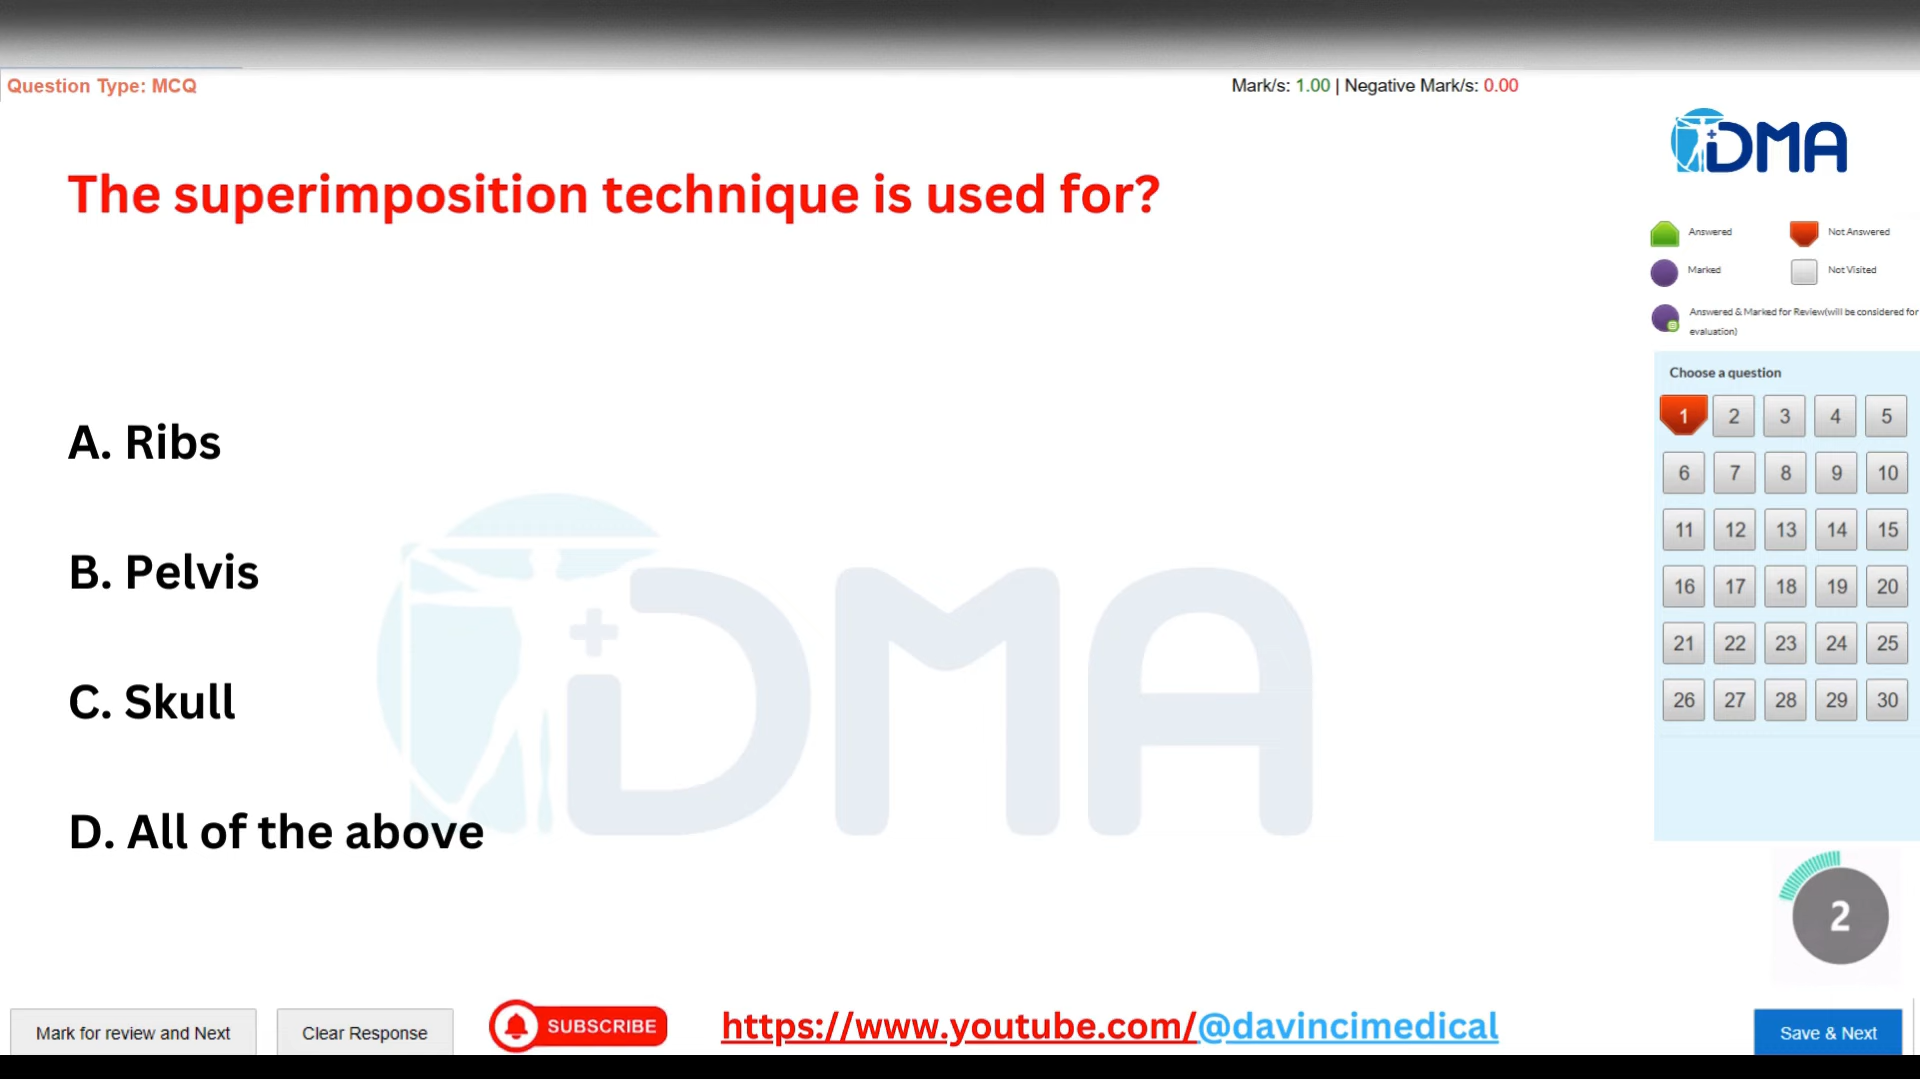 Question Type: MCQ
Mark/s: 1.00 | Negative Mark/s: 0.00
DMA
The superimposition technique is used for?
Answered
Not Answered
Marked
Not Visited
Answered & Marked for Review(will be considered for
evaluation)
Choose a question
1 2 3 4 5
6 7 8 9 10
11 12 13 14 15
16 17 18 19 20
21 22 23 24 25
26 27 28 29 30
A. Ribs
B. Pelvis
C. Skull
D. All of the above
DMA
2
Mark for review and Next
Clear Response
SUBSCRIBE
https://www.youtube.com/@davincimedical
Save & Next